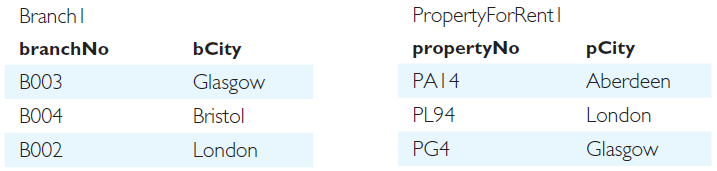 Branch1 PropertyForRent1
branchNo bCity propertyNo pCity
B003 Glasgow PA14 Aberdeen
B004 Bristol PL94 London
B002 London PG4 Glasgow